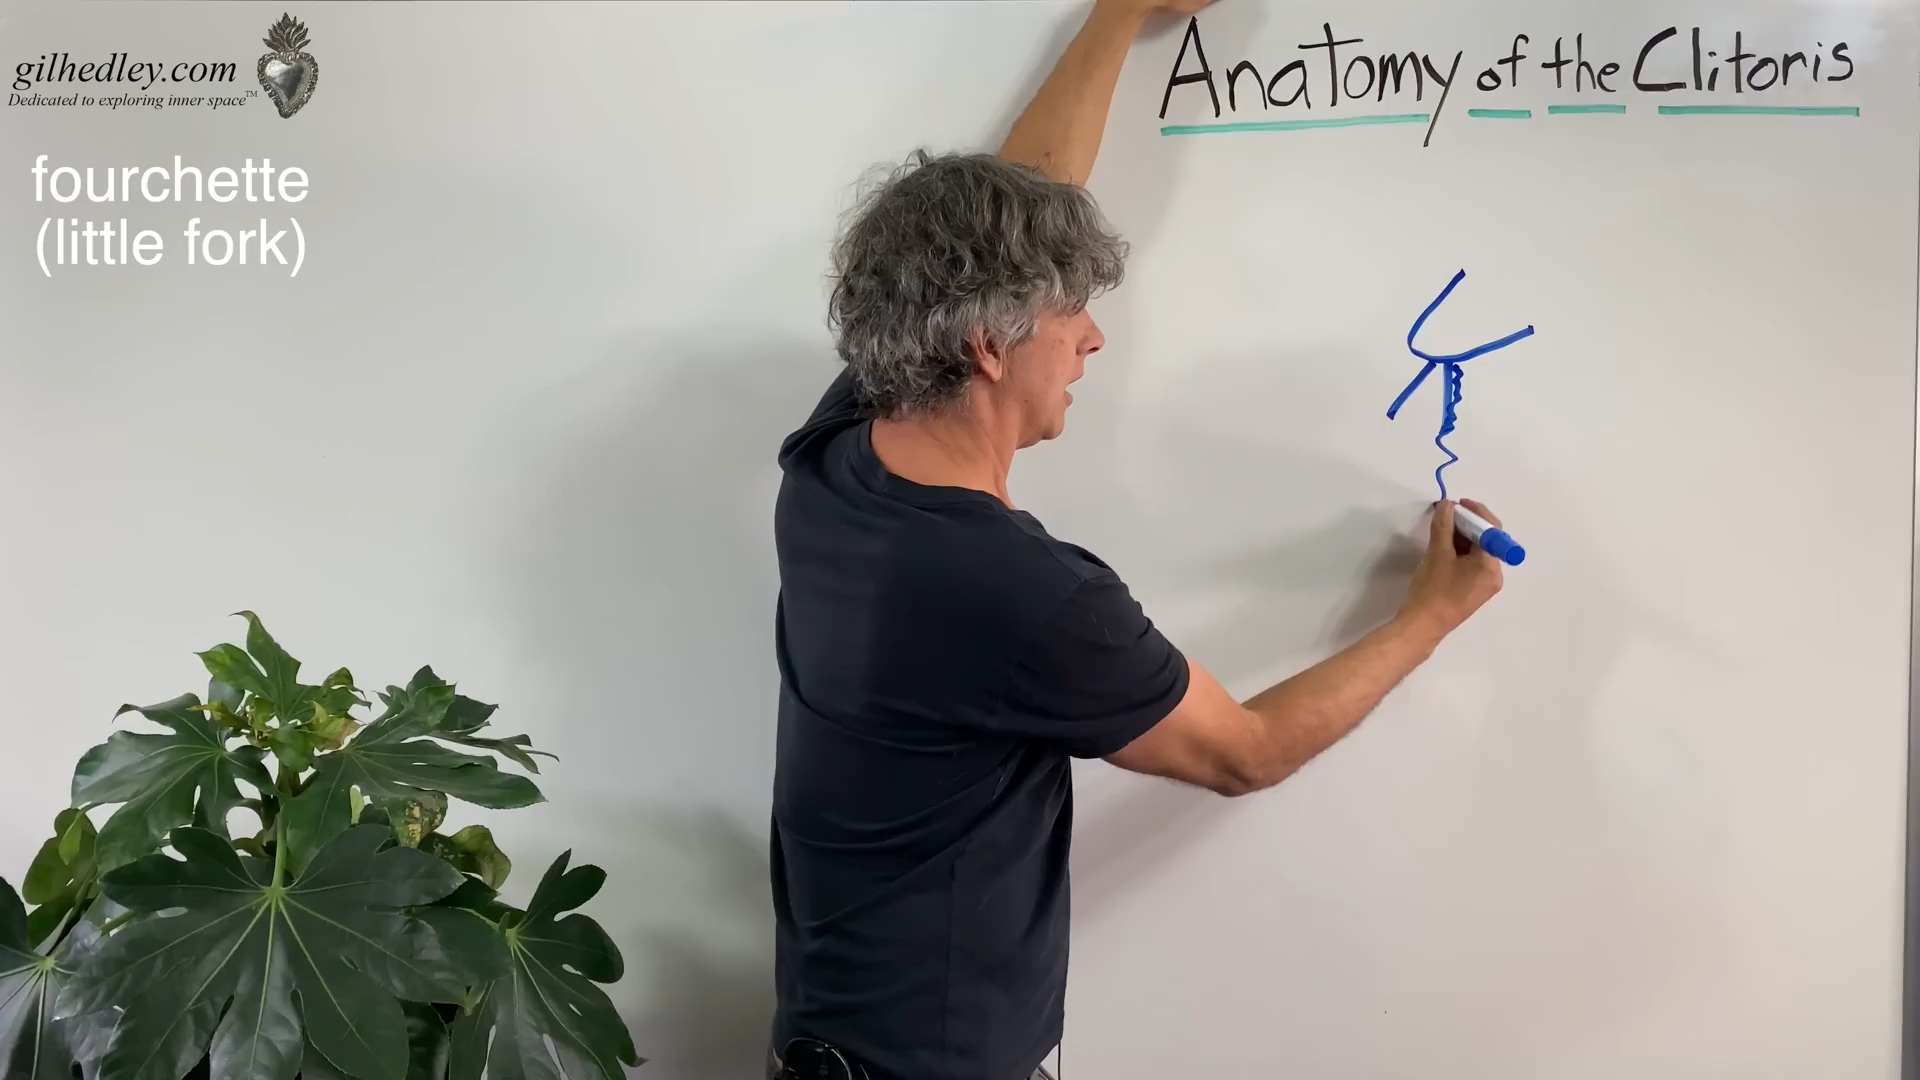 gilhedley.com
Dedicated to exploring inner space™
fourchette
(little fork)
Anatomy of the Clitoris